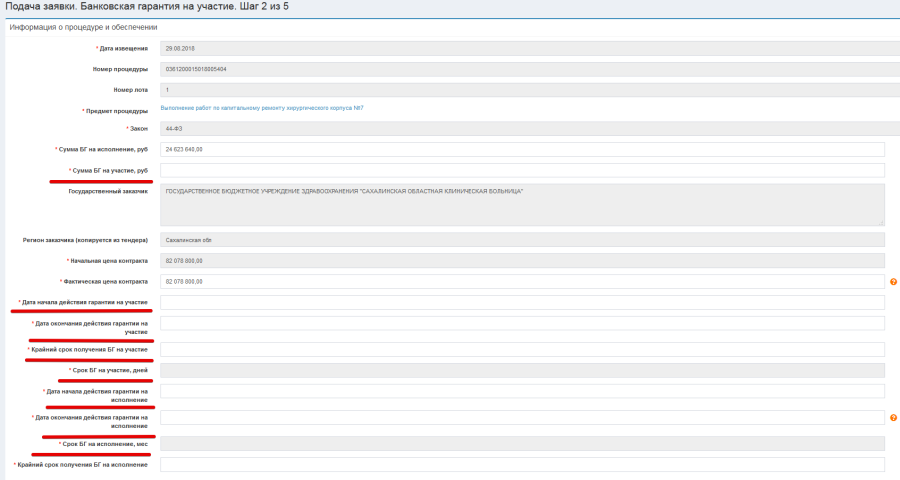 Подача заявки. Банковская гарантия на участие. Шаг 2 из 5
Информация о процедуре и обеспечении
* Дата извещения 29.08.2018
Номер процедуры 0361200015018005404
Номер лота 1
* Предмет процедуры Выполнение работ по капитальному ремонту хирургического корпуса №7
* Закон 44-ФЗ
* Сумма БГ на исполнение, руб 24 623 640,00
* Сумма БГ на участие, руб
Государственный заказчик ГОСУДАРСТВЕННОЕ БЮДЖЕТНОЕ УЧРЕЖДЕНИЕ ЗДРАВООХРАНЕНИЯ "САХАЛИНСКАЯ ОБЛАСТНАЯ КЛИНИЧЕСКАЯ БОЛЬНИЦА"
Регион заказчика (копируется из тендера) Сахалинская обл
* Начальная цена контракта 82 078 800,00
* Фактическая цена контракта 82 078 800,00 ?
* Дата начала действия гарантии на участие
* Дата окончания действия гарантии на
участие
* Крайний срок получения БГ на участие
* Срок БГ на участие, дней
* Дата начала действия гарантии на
исполнение
* Дата окончания действия гарантии на ?
исполнение
* Срок БГ на исполнение, мес
* Крайний срок получения БГ на исполнение